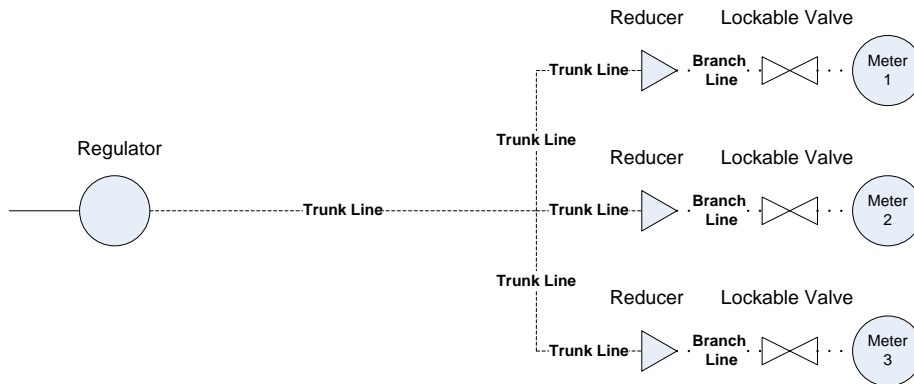 Reducer Lockable Valve
Trunk Line Branch Line Meter 1
Trunk Line
Regulator
Reducer Lockable Valve
Trunk Line Trunk Line Branch Line Meter 2
Trunk Line
Reducer Lockable Valve
Trunk Line Branch Line Meter 3